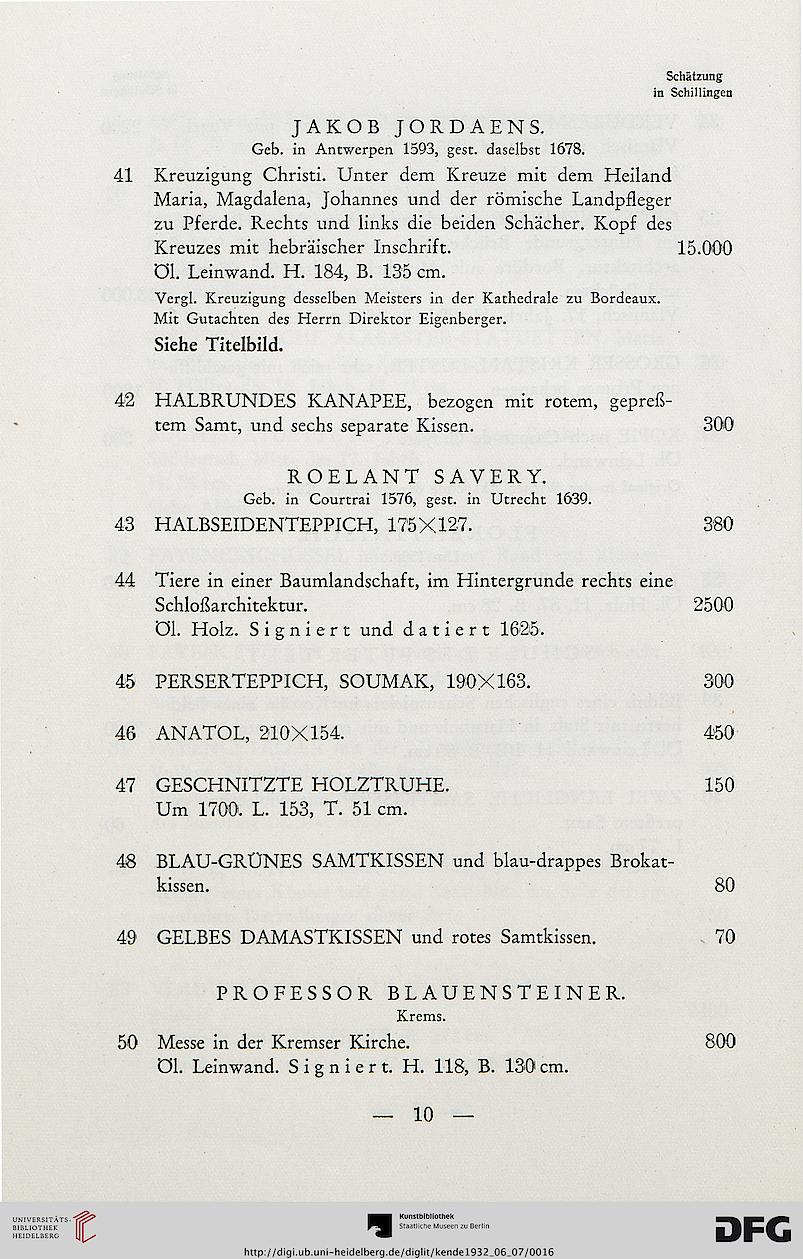 Schätzung
in Schillingen
JAKOB JORDAENS.
Geb. in Antwerpen 1593, gest. daselbst 1678.
41 Kreuzigung Christi. Unter dem Kreuze mit dem Heiland
Maria, Magdalena, Johannes und der römische Landpfleger
zu Pferde. Rechts und links die beiden Schächer. Kopf des
Kreuzes mit hebräischer Inschrift. 15.000
Öl. Leinwand. H. 184, B. 135 cm.
Vergl. Kreuzigung desselben Meisters in der Kathedrale zu Bordeaux.
Mit Gutachten des Herrn Direktor Eigenberger.
Siehe Titelbild.
42 HALBRUNDES KANAPEE, bezogen mit rotem, gepreß-
tem Samt, und sechs separate Kissen. 300
ROELANT SAVERY.
Geb. in Courtrai 1576, gest. in Utrecht 1639.
43 HALBSEIDENTEPPICH, 175×127. 380
44 Tiere in einer Baumlandschaft, im Hintergrunde rechts eine
Schloßarchitektur. 2500
Öl. Holz. Signiert und datiert 1625.
45 PERSERTEPPICH, SOUMAK, 190×163. 300
46 ANATOL, 210×154. 450
47 GESCHNITZTE HOLZTRUHE. 150
Um 1700. L. 153, T. 51 cm.
48 BLAU-GRÜNES SAMTKISSEN und blau-drappes Brokat-
kissen. 80
49 GELBES DAMASTKISSEN und rotes Samtkissen. 70
PROFESSOR BLAUENSTEINER.
Krems.
50 Messe in der Kremser Kirche. 800
Öl. Leinwand. Signiert. H. 118, B. 130 cm.
— 10 —
UNIVERSITÄTS-
BIBLIOTHEK
HEIDELBERG
Kunstbibliothek
Staatliche Museen zu Berlin
DFG
http://digi.ub.uni-heidelberg.de/diglit/kende1932_06_07/0016